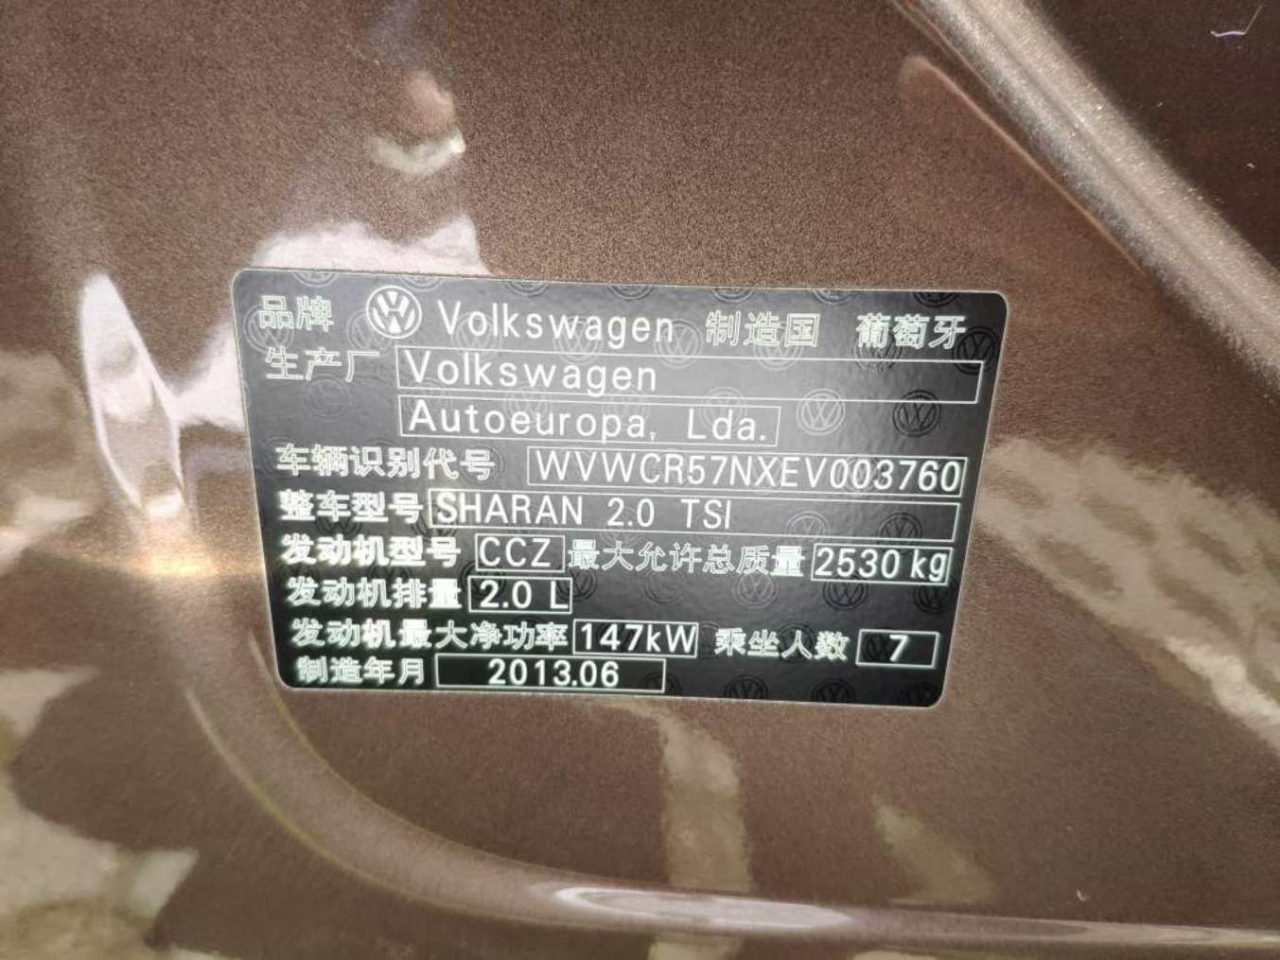 品牌 Volkswagen 制造国 葡萄牙
生产厂 Volkswagen
Autoeuropa, Lda.
车辆识别代号 WVWCR57NXEV003760
整车型号 SHARAN 2.0 TSI
发动机型号 CCZ 最大允许总质量 2530 kg
发动机排量 2.0 L
发动机最大净功率 147kW 乘坐人数 7
制造年月 2013.06